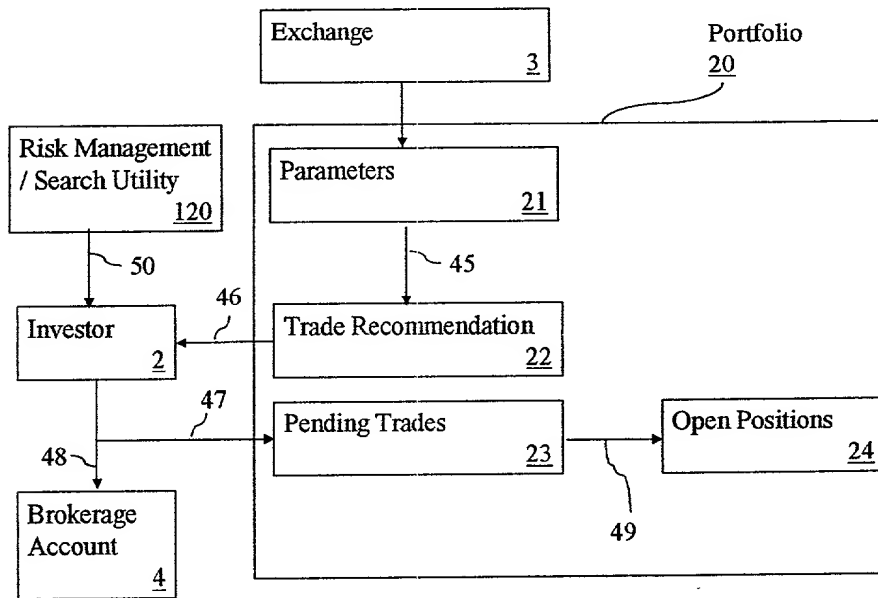 Exchange
3
Portfolio
20
Risk Management
/ Search Utility
120
Parameters
21
50
45
46
Investor
2
Trade Recommendation
22
47
Pending Trades
23
Open Positions
24
48
49
Brokerage
Account
4